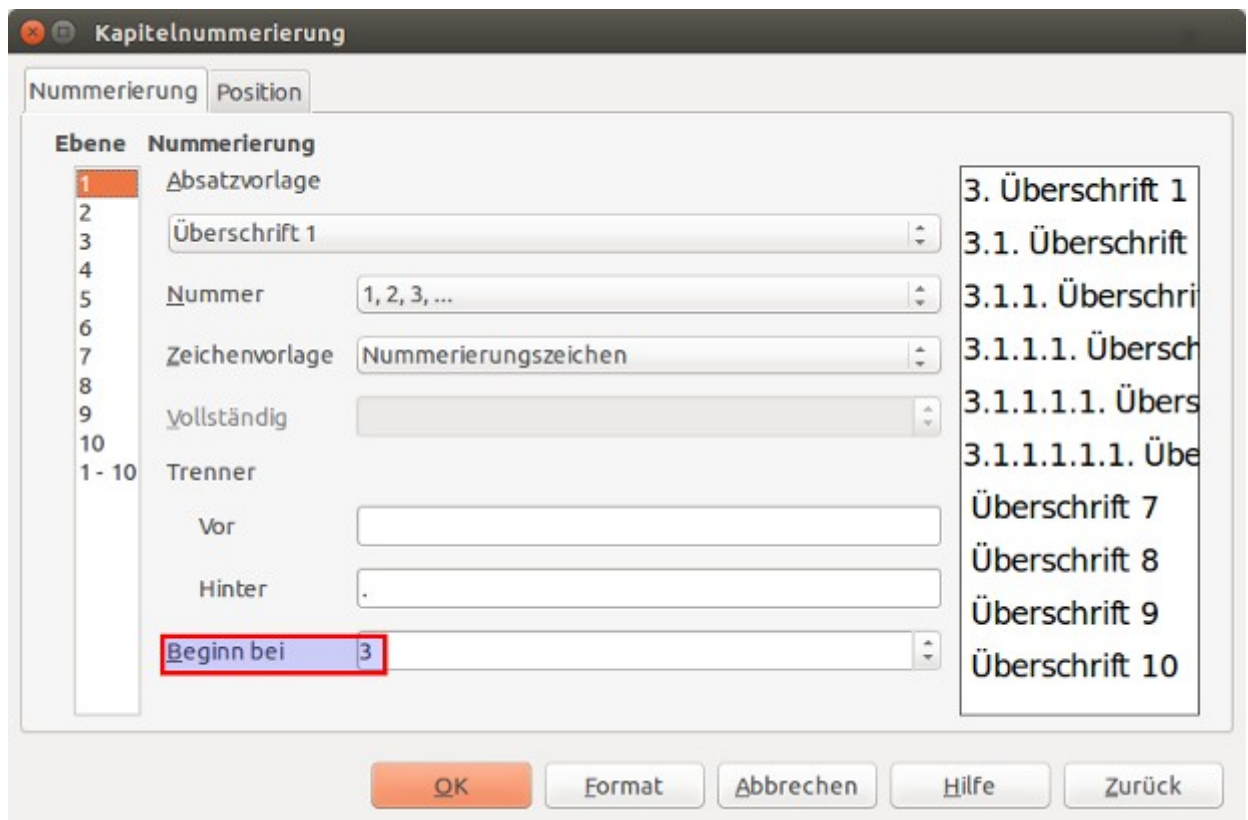 Kapitelnummerierung
Nummerierung Position
Ebene Nummerierung
1
2
3
4
5
6
7
8
9
10
1 - 10
Absatzvorlage
Überschrift 1
Nummer 1, 2, 3, ...
Zeichenvorlage Nummerierungszeichen
Vollständig
Trenner
Vor
Hinter .
Beginn bei 3
3. Überschrift 1
3.1. Überschrift
3.1.1. Überschri
3.1.1.1. Übersch
3.1.1.1.1. Übers
3.1.1.1.1.1. Übe
Überschrift 7
Überschrift 8
Überschrift 9
Überschrift 10
OK Format Abbrechen Hilfe Zurück